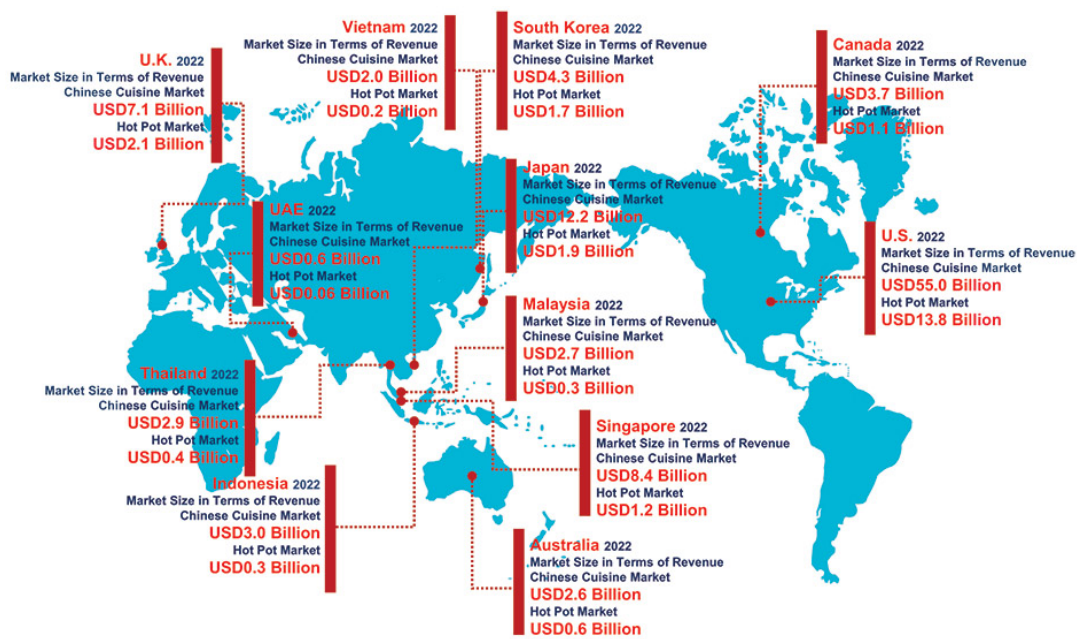 Vietnam 2022
Market Size in Terms of Revenue
Chinese Cuisine Market
USD2.0 Billion
Hot Pot Market
USD0.2 Billion
South Korea 2022
Market Size in Terms of Revenue
Chinese Cuisine Market
USD4.3 Billion
Hot Pot Market
USD1.7 Billion
Canada 2022
Market Size in Terms of Revenue
Chinese Cuisine Market
USD3.7 Billion
Hot Pot Market
USD1.1 Billion
U.K. 2022
Market Size in Terms of Revenue
Chinese Cuisine Market
USD7.1 Billion
Hot Pot Market
USD2.1 Billion
Japan 2022
Market Size in Terms of Revenue
Chinese Cuisine Market
USD12.2 Billion
Hot Pot Market
USD1.9 Billion
UAE 2022
Market Size in Terms of Revenue
Chinese Cuisine Market
USD0.6 Billion
Hot Pot Market
USD0.06 Billion
U.S. 2022
Market Size in Terms of Revenue
Chinese Cuisine Market
USD55.0 Billion
Hot Pot Market
USD13.8 Billion
Malaysia 2022
Market Size in Terms of Revenue
Chinese Cuisine Market
USD2.7 Billion
Hot Pot Market
USD0.3 Billion
Thailand 2022
Market Size in Terms of Revenue
Chinese Cuisine Market
USD2.9 Billion
Hot Pot Market
USD0.4 Billion
Singapore 2022
Market Size in Terms of Revenue
Chinese Cuisine Market
USD8.4 Billion
Hot Pot Market
USD1.2 Billion
Indonesia 2022
Market Size in Terms of Revenue
Chinese Cuisine Market
USD3.0 Billion
Hot Pot Market
USD0.3 Billion
Australia 2022
Market Size in Terms of Revenue
Chinese Cuisine Market
USD2.6 Billion
Hot Pot Market
USD0.6 Billion